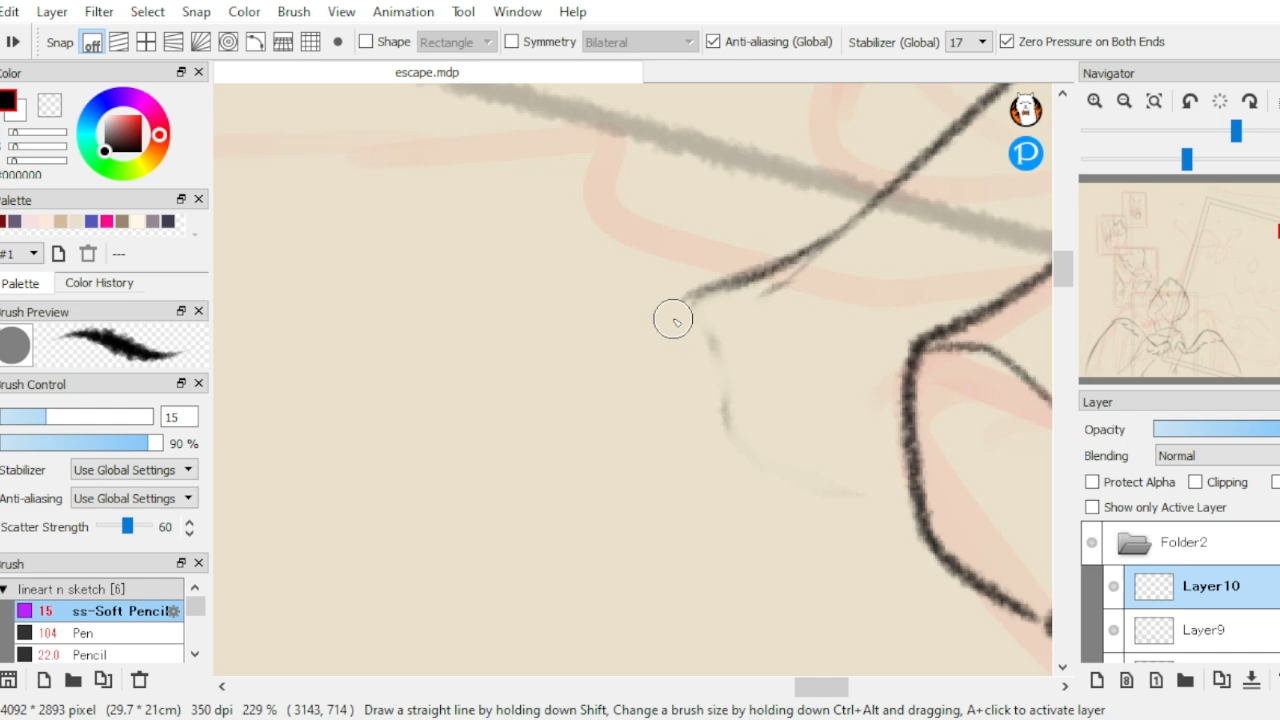 Edit Layer Filter Select Snap Color Brush View Animation Tool Window Help
Snap off Shape Rectangle Symmetry Bilateral Anti-aliasing (Global) Stabilizer (Global) 17 Zero Pressure on Both Ends
Color
escape.mdp
Navigator
0
0
0
#000000
Palette
#1 ---
Palette Color History
Brush Preview
Brush Control
15
90 %
Stabilizer Use Global Settings
Anti-aliasing Use Global Settings
Scatter Strength 60
Brush
lineart n sketch [6]
15 ss-Soft Pencil
104 Pen
22.0 Pencil
Layer
Opacity
Blending Normal
Protect Alpha Clipping
Show only Active Layer
Folder2
Layer10
Layer9
8 1
4092 * 2893 pixel (29.7 * 21cm) 350 dpi 229 % ( 3143, 714 ) Draw a straight line by holding down Shift, Change a brush size by holding down Ctrl+Alt and dragging, A+click to activate layer